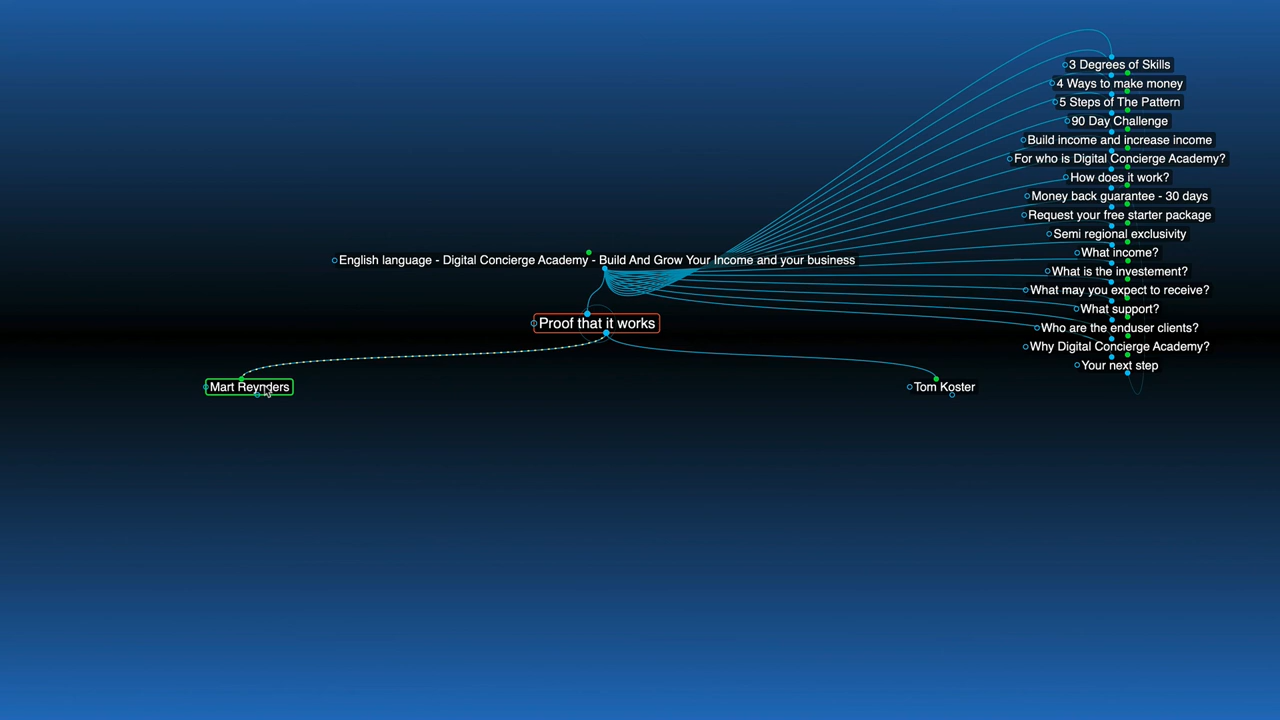 3 Degrees of Skills
4 Ways to make money
5 Steps of The Pattern
90 Day Challenge
Build income and increase income
For who is Digital Concierge Academy?
How does it work?
Money back guarantee - 30 days
Request your free starter package
Semi regional exclusivity
What income?
What is the investement?
What may you expect to receive?
What support?
Who are the enduser clients?
Why Digital Concierge Academy?
Your next step
English language - Digital Concierge Academy - Build And Grow Your Income and your business
Proof that it works
Mart Reynders
Tom Koster